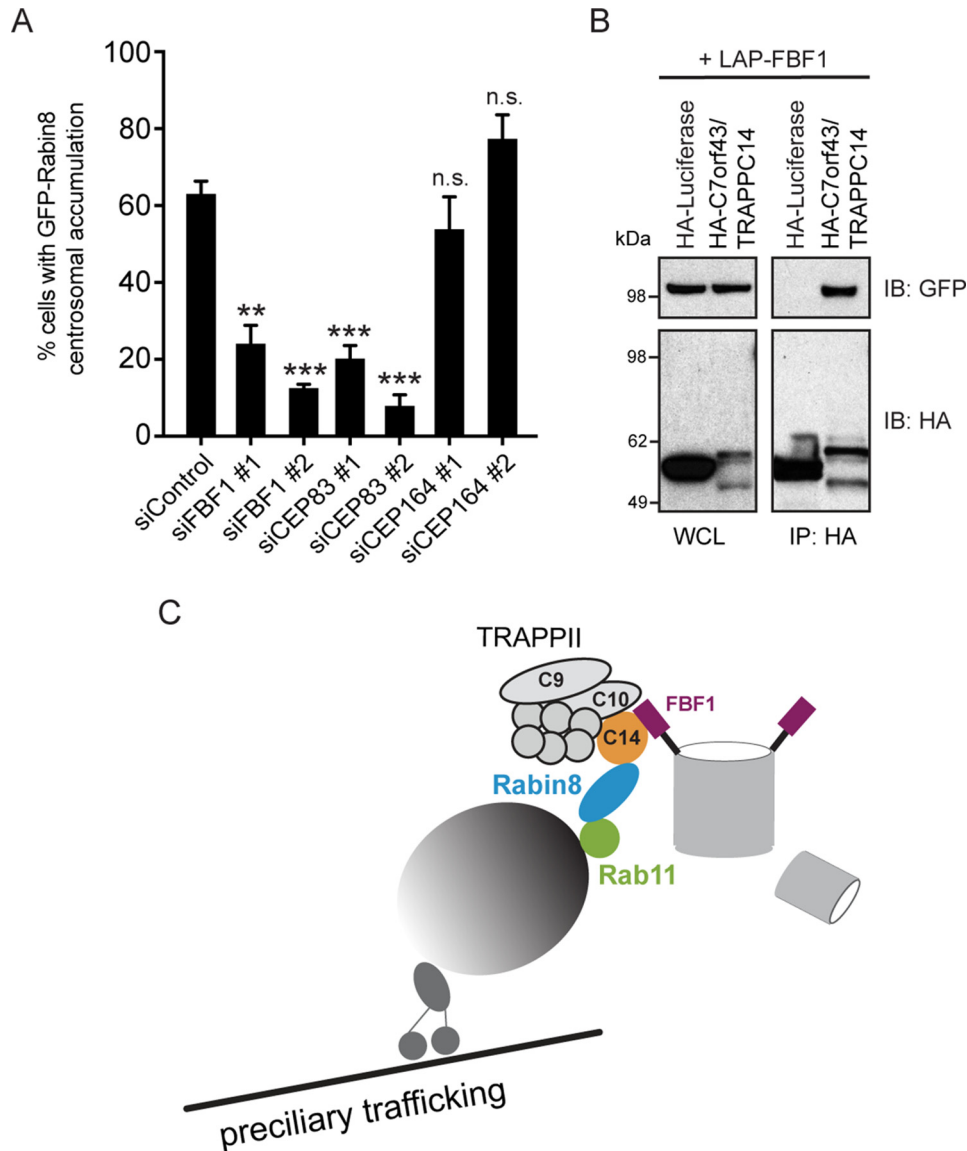 A
% cells with GFP-Rabin8
centrosomal accumulation
100
80
60
40
20
0
**
***
***
***
n.s.
n.s.
siControl
siFBF1 #1
siFBF1 #2
siCEP83 #1
siCEP83 #2
siCEP164 #1
siCEP164 #2
B
+ LAP-FBF1
HA-Luciferase
HA-C7orf43/
TRAPPC14
HA-Luciferase
HA-C7orf43/
TRAPPC14
kDa
98
IB: GFP
98
62
49
IB: HA
WCL
IP: HA
C
TRAPPII
C9
C10
C14
FBF1
Rabin8
Rab11
preciliary trafficking